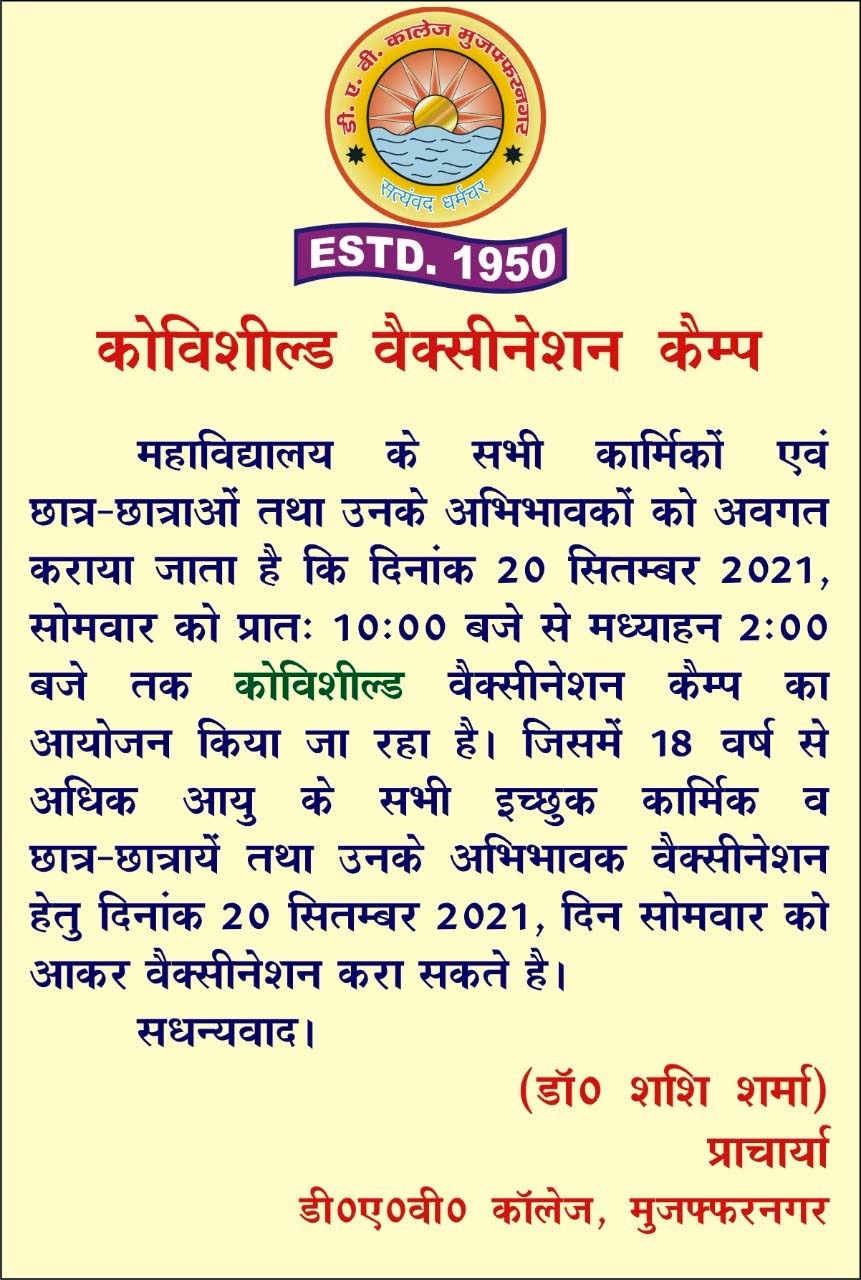 डी. ए. वी. कालेज मुजफ्फरनगर
सत्यंवद धर्मचर
ESTD. 1950
कोविशील्ड वैक्सीनेशन कैम्प
महाविद्यालय के सभी कार्मिकों एवं
छात्र-छात्राओं तथा उनके अभिभावकों को अवगत
कराया जाता है कि दिनांक 20 सितम्बर 2021,
सोमवार को प्रातः 10:00 बजे से मध्याहन 2:00
बजे तक कोविशील्ड वैक्सीनेशन कैम्प का
आयोजन किया जा रहा है। जिसमें 18 वर्ष से
अधिक आयु के सभी इच्छुक कार्मिक व
छात्र-छात्रायें तथा उनके अभिभावक वैक्सीनेशन
हेतु दिनांक 20 सितम्बर 2021, दिन सोमवार को
आकर वैक्सीनेशन करा सकते है।
सधन्यवाद।
(डॉ0 शशि शर्मा)
प्राचार्या
डी0ए0वी0 कॉलेज, मुजफ्फरनगर